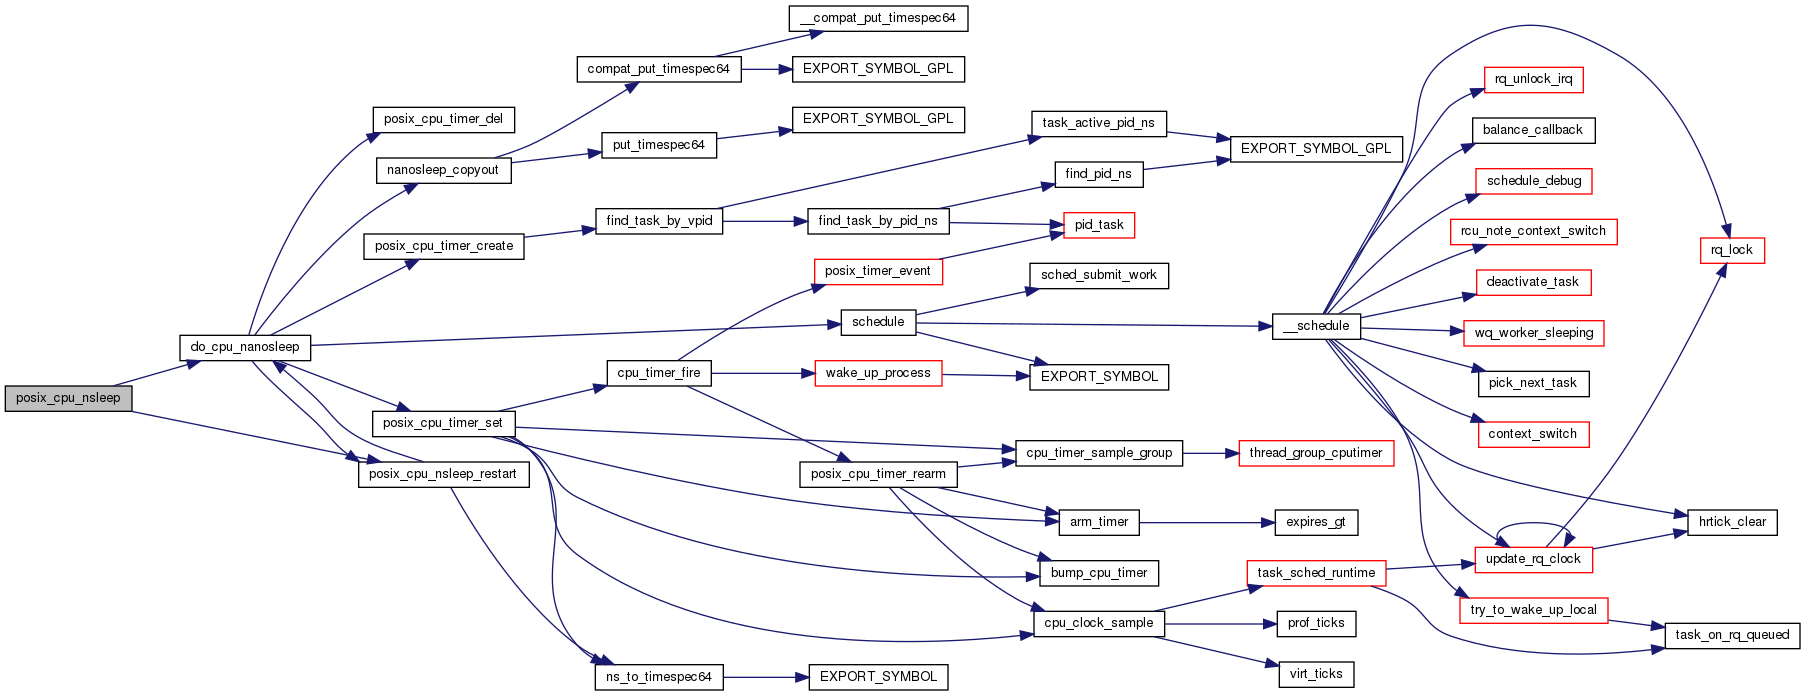 __compat_put_timespec64
compat_put_timespec64
EXPORT_SYMBOL_GPL
rq_unlock_irq
posix_cpu_timer_del
EXPORT_SYMBOL_GPL
task_active_pid_ns
balance_callback
put_timespec64
EXPORT_SYMBOL_GPL
nanosleep_copyout
find_pid_ns
schedule_debug
find_task_by_vpid
find_task_by_pid_ns
pid_task
rcu_note_context_switch
posix_cpu_timer_create
rq_lock
posix_timer_event
sched_submit_work
deactivate_task
schedule
__schedule
wq_worker_sleeping
do_cpu_nanosleep
cpu_timer_fire
wake_up_process
EXPORT_SYMBOL
pick_next_task
posix_cpu_nsleep
posix_cpu_timer_set
context_switch
cpu_timer_sample_group
thread_group_cputimer
posix_cpu_nsleep_restart
posix_cpu_timer_rearm
arm_timer
expires_gt
hrtick_clear
update_rq_clock
bump_cpu_timer
task_sched_runtime
try_to_wake_up_local
cpu_clock_sample
prof_ticks
task_on_rq_queued
ns_to_timespec64
EXPORT_SYMBOL
virt_ticks